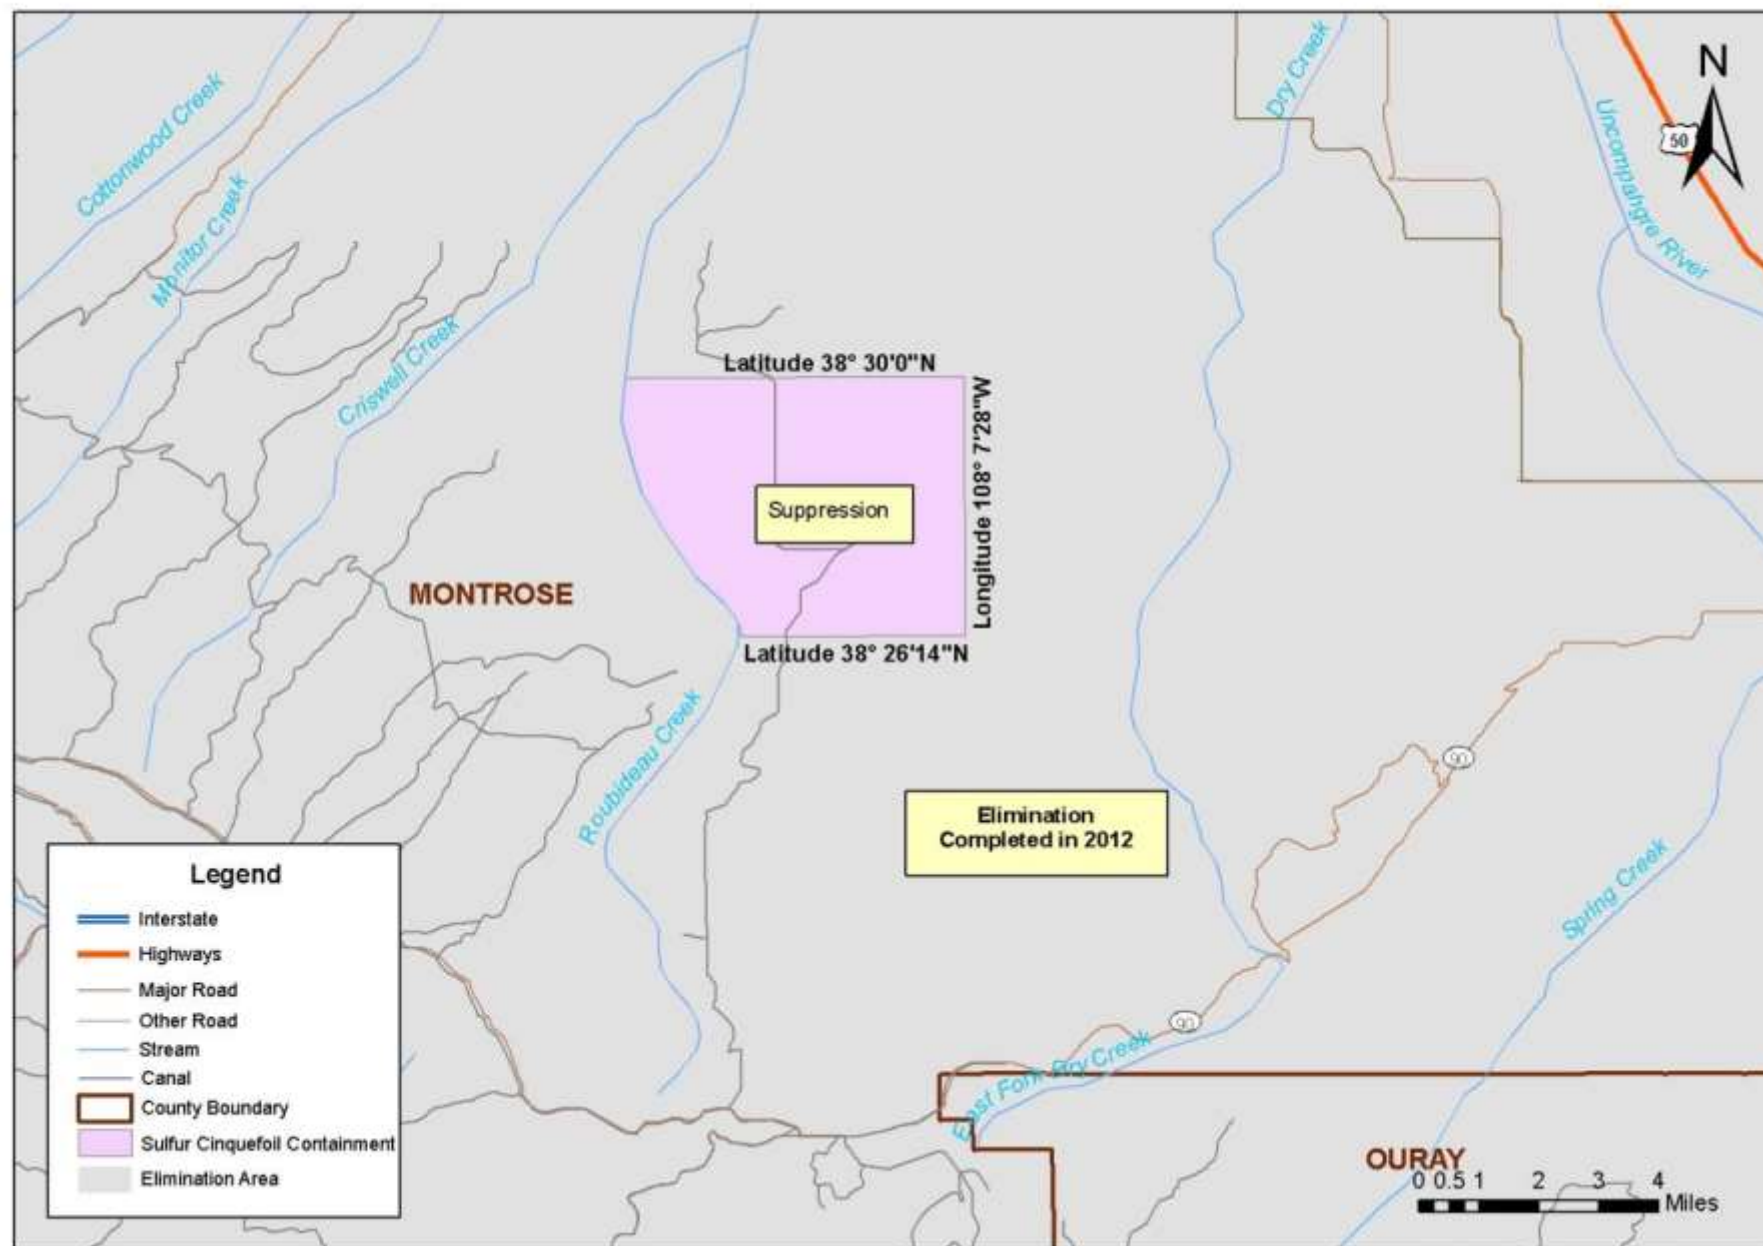 N
Dry Creek
50
Cottonwood Creek
Uncompahgre River
Monitor Creek
Criswell Creek
Latitude 38° 30'0"N
Longitude 108° 7'28"W
Suppression
MONTROSE
Latitude 38° 26'14"N
Roubideau Creek
90
Elimination
Completed in 2012
Spring Creek
Legend
Interstate
Highways
Major Road
Other Road
Stream
Canal
County Boundary
Sulfur Cinquefoil Containment
Elimination Area
90
East Fork Dry Creek
OURAY
0 0.5 1 2 3 4
Miles